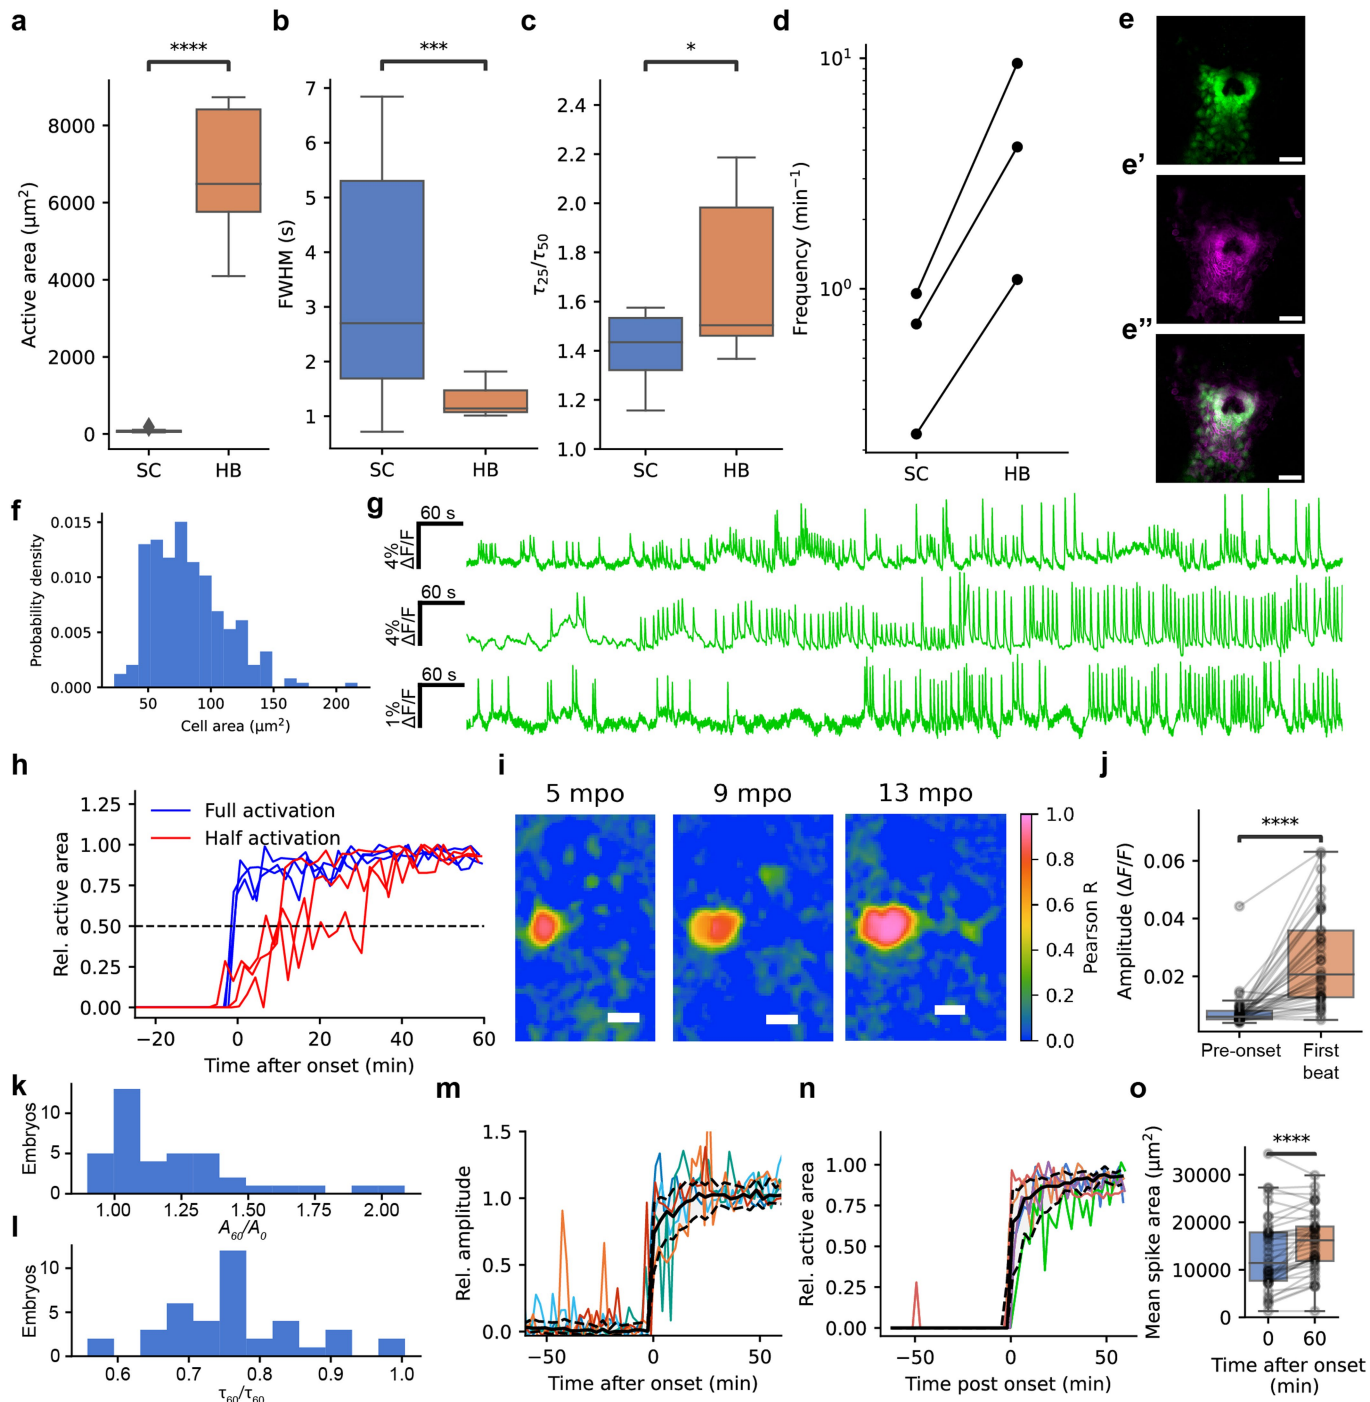 a
****
Active area (μm²)
8000
6000
4000
2000
0
SC
HB
b
***
FWHM (s)
7
6
5
4
3
2
1
SC
HB
c
*
τ25/τ50
2.4
2.2
2.0
1.8
1.6
1.4
1.2
1.0
SC
HB
d
Frequency (min⁻¹)
10¹
10⁰
SC
HB
e
e’
e”
f
Probability density
0.015
0.010
0.005
0.000
50
100
150
200
Cell area (μm²)
g
60 s
4%
ΔF/F
60 s
4%
ΔF/F
60 s
1%
ΔF/F
h
Rel. active area
1.25
1.00
0.75
0.50
0.25
0.00
Full activation
Half activation
−20
0
20
40
60
Time after onset (min)
i
5 mpo
9 mpo
13 mpo
1.0
0.8
0.6
0.4
0.2
0.0
Pearson R
j
****
Amplitude (ΔF/F)
0.06
0.04
0.02
Pre-onset
First
beat
k
Embryos
10
5
0
1.00
1.25
1.50
1.75
2.00
A60/A0
l
Embryos
10
5
0
0.6
0.7
0.8
0.9
1.0
τ60/τ60
m
Rel. amplitude
1.5
1.0
0.5
0.0
−50
0
50
Time after onset (min)
n
Rel. active area
1.00
0.75
0.50
0.25
0.00
−50
0
50
Time post onset (min)
o
****
Mean spike area (μm²)
30000
20000
10000
0
0
60
Time after onset
(min)